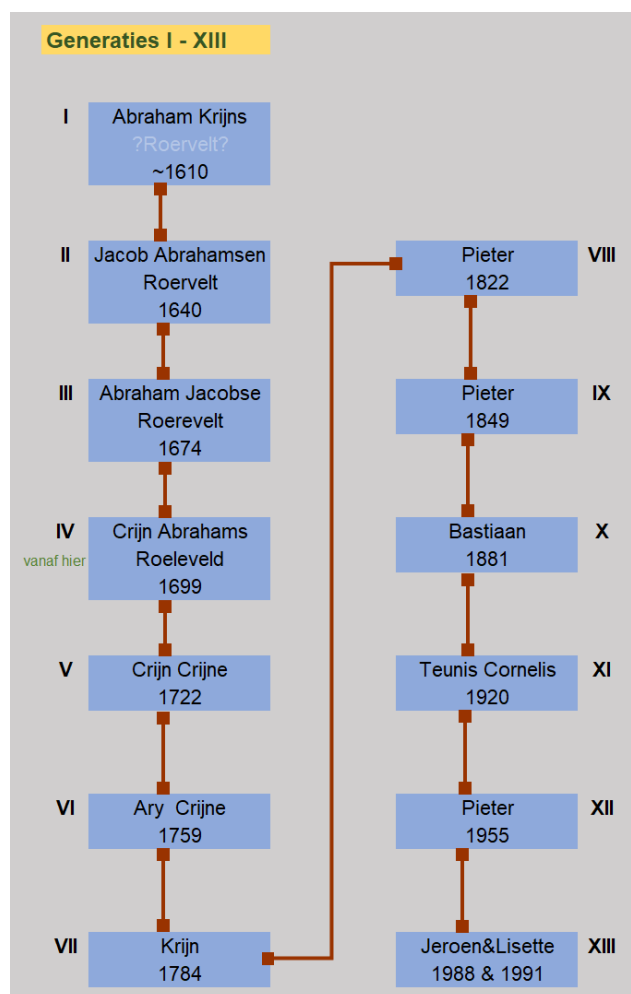 Generaties I - XIII
I
Abraham Krijns
?Roervelt?
~1610
II
Jacob Abrahamsen
Roervelt
1640
III
Abraham Jacobse
Roerevelt
1674
IV
vanaf hier
Crijn Abrahams
Roeleveld
1699
V
Crijn Crijne
1722
VI
Ary Crijne
1759
VII
Krijn
1784
Pieter
1822
VIII
Pieter
1849
IX
Bastiaan
1881
X
Teunis Cornelis
1920
XI
Pieter
1955
XII
Jeroen&Lisette
1988 & 1991
XIII